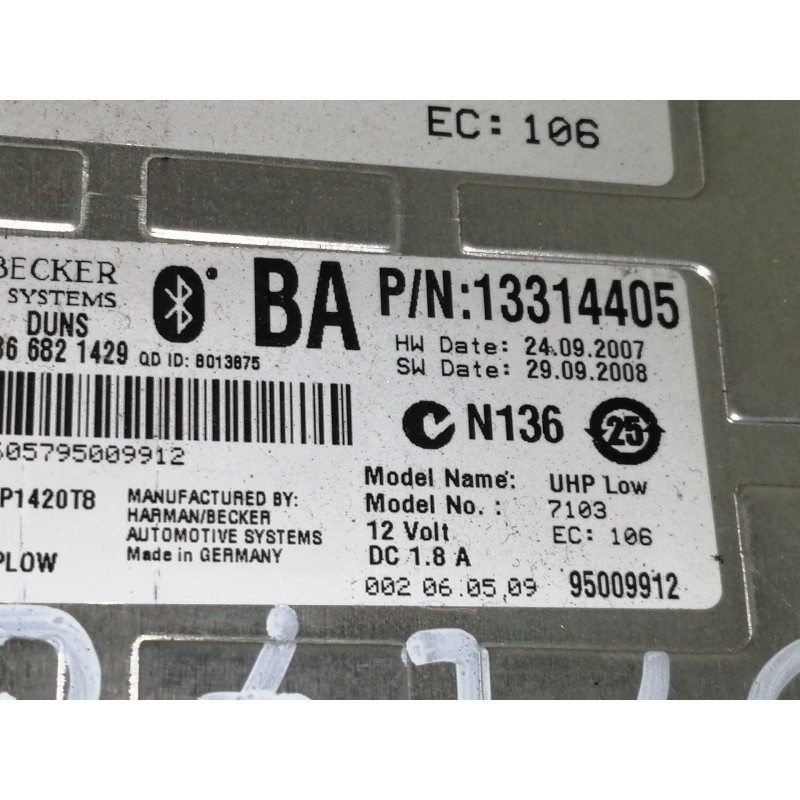 EC: 106
BECKER
SYSTEMS
DUNS
36 682 1429
QD ID: B013875
BA
P/N:13314405
HW Date: 24.09.2007
SW Date: 29.09.2008
N136
25
505795009912
P1420T8
PLOW
MANUFACTURED BY:
HARMAN/BECKER
AUTOMOTIVE SYSTEMS
Made in GERMANY
Model Name: UHP Low
Model No. : 7103
12 Volt EC: 106
DC 1.8 A
002 06.05.09 95009912